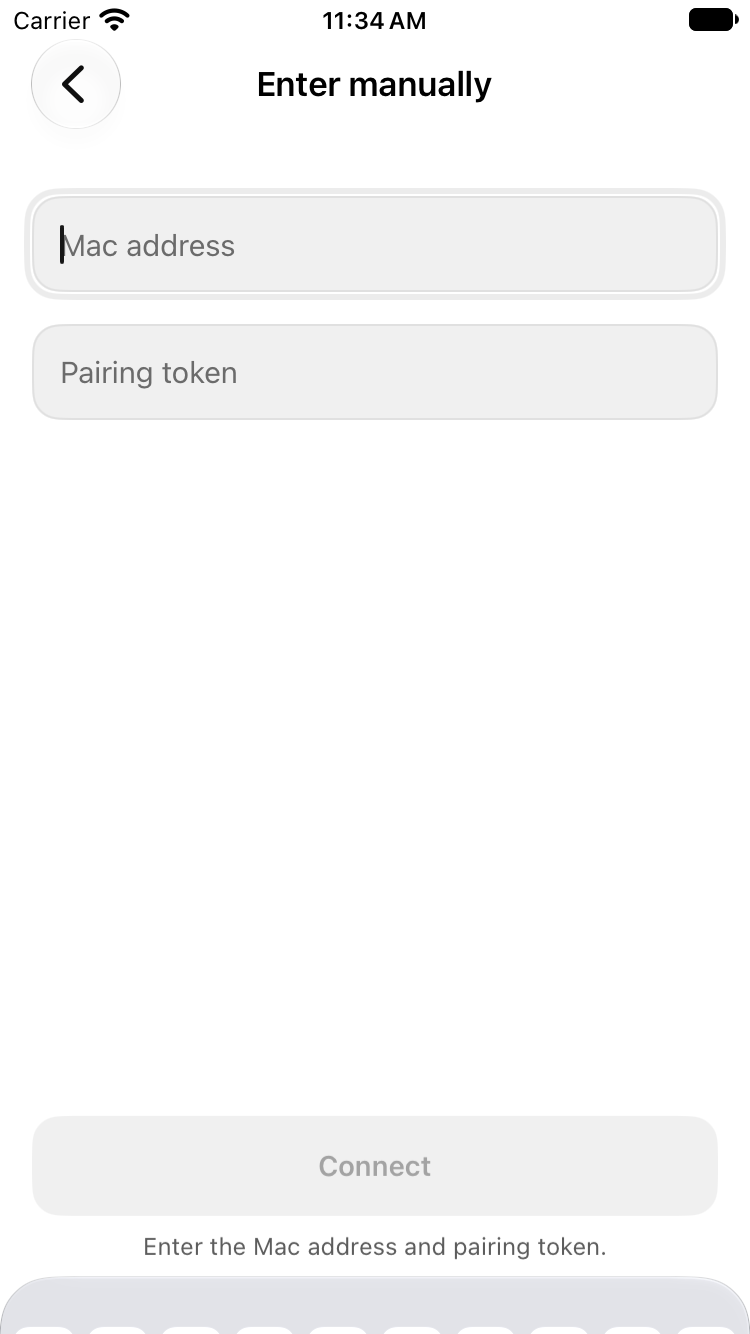 Carrier 11:34 AM
Enter manually
Mac address
Pairing token
Connect
Enter the Mac address and pairing token.